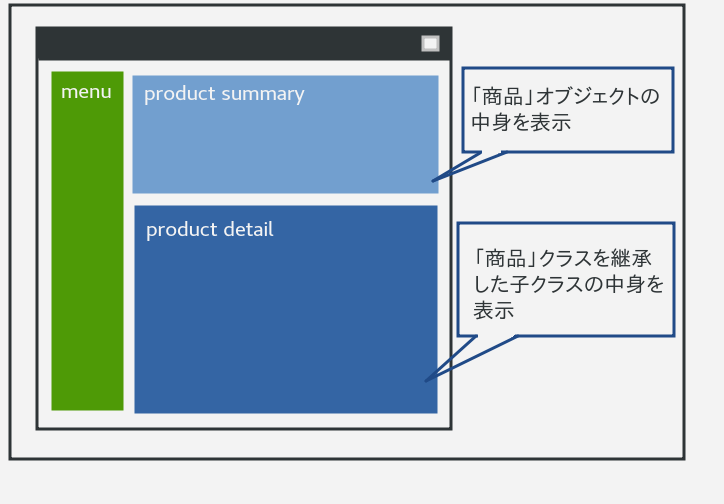 menu
product summary
「商品」オブジェクトの
中身を表示
product detail
「商品」クラスを継承
した子クラスの中身を
表示